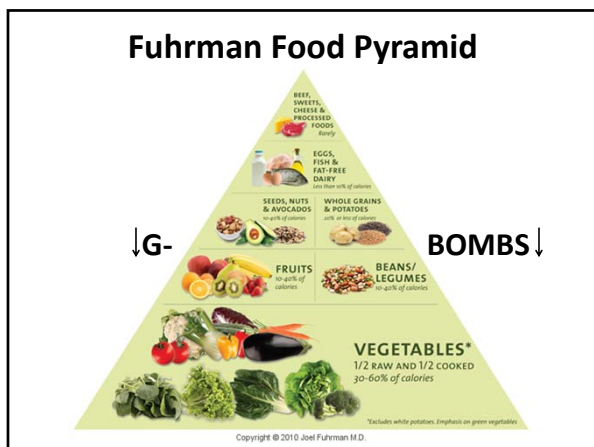 Fuhrman Food Pyramid
BEEF,
SWEETS,
CHEESE &
PROCESSED
FOODS
Rarely
EGGS,
FISH &
FAT-FREE
DAIRY
Less than 10% of calories
SEEDS, NUTS
& AVOCADOS
10-40% of calories
WHOLE GRAINS
& POTATOES
20% or less of calories
↓G-
BOMBS↓
FRUITS
10-40% of
calories
BEANS/
LEGUMES
10-40% of calories
VEGETABLES*
1/2 RAW AND 1/2 COOKED
30-60% of calories
*Excludes white potatoes. Emphasis on green vegetables
Copyright © 2010 Joel Fuhrman M.D.